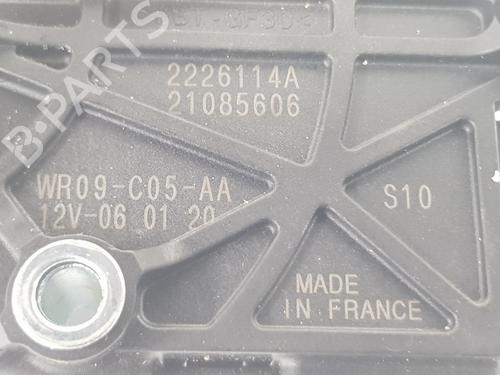 2226114A
21085606
WR09-C05-AA
12V-06 01 20
S10
MADE
IN FRANCE
B-PARTS